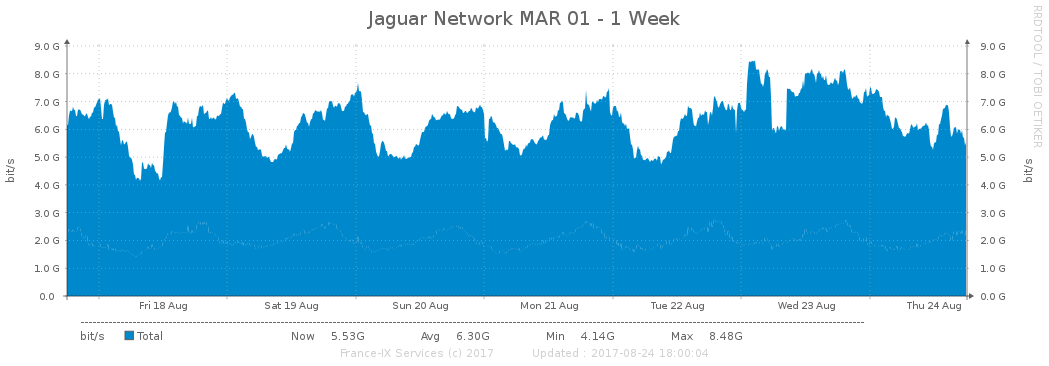 Jaguar Network MAR 01 - 1 Week
RRDTOOL / TOBI OETIKER
9.0 G 9.0 G
8.0 G 8.0 G
7.0 G 7.0 G
6.0 G 6.0 G
5.0 G 5.0 G
4.0 G 4.0 G
3.0 G 3.0 G
2.0 G 2.0 G
1.0 G 1.0 G
0.0 0.0 G
bit/s bit/s
Fri 18 Aug Sat 19 Aug Sun 20 Aug Mon 21 Aug Tue 22 Aug Wed 23 Aug Thu 24 Aug
bit/s Total Now 5.53G Avg 6.30G Min 4.14G Max 8.48G
France-IX Services (c) 2017 Updated : 2017-08-24 18:00:04